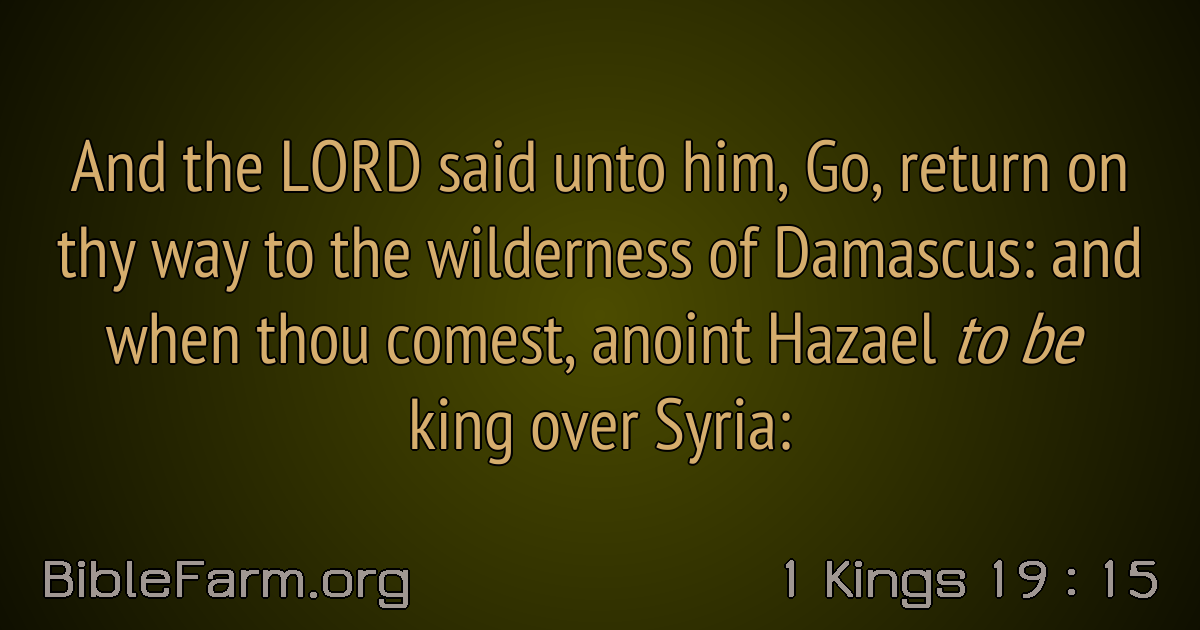 And the LORD said unto him, Go, return on
thy way to the wilderness of Damascus: and
when thou comest, anoint Hazael to be
king over Syria:
BibleFarm.org
1 Kings 19 : 15